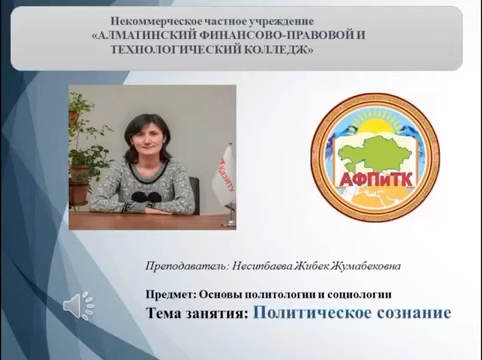 Некоммерческое частное учреждение
«АЛМАТИНСКИЙ ФИНАНСОВО-ПРАВОВОЙ И
ТЕХНОЛОГИЧЕСКИЙ КОЛЛЕДЖ»
АФПиТК
Преподаватель: Несипбаева Жибек Жумабековна
Предмет: Основы политологии и социологии
Тема занятия: Политическое сознание